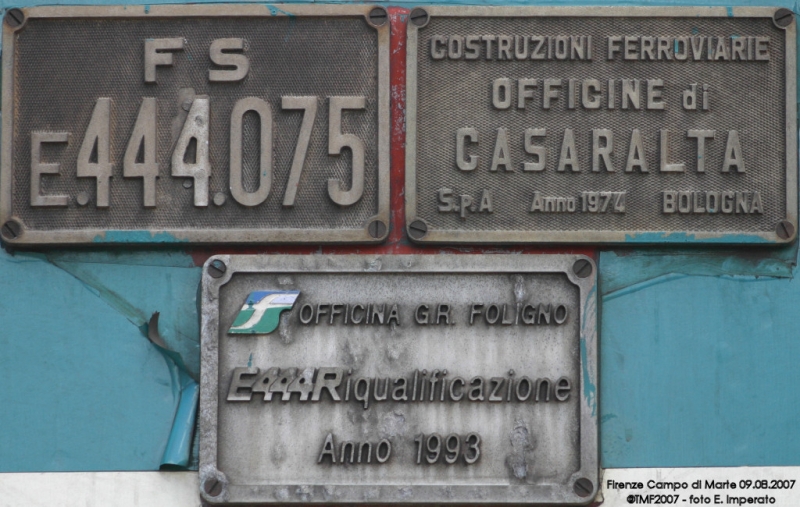 FS
E.444.075
COSTRUZIONI FERROVIARIE
OFFICINE di
CASARALTA
S.p.A Anno 1974 BOLOGNA
OFFICINA G.R. FOLIGNO
E444Riqualificazione
Anno 1993
Firenze Campo di Marte 09.08.2007
@TMF2007 - foto E. Imperato